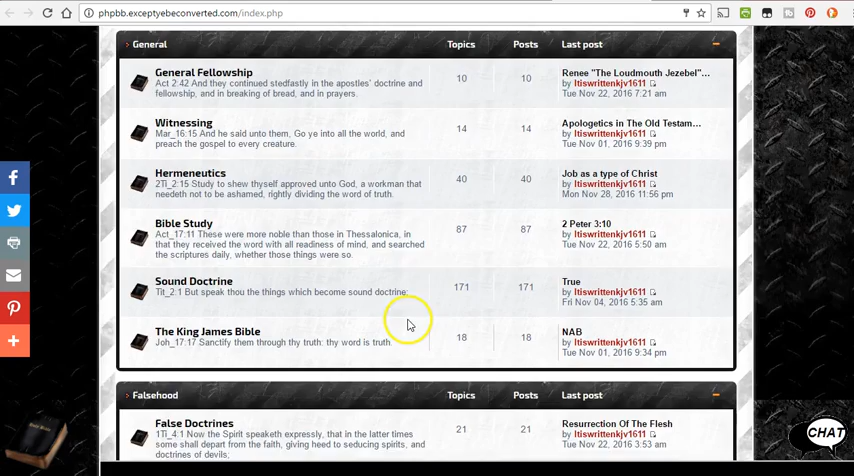 phpbb.exceptyebeconverted.com/index.php
General Topics Posts Last post
General Fellowship 10 10 Renee "The Loudmouth Jezebel"...
Act 2:42 And they continued stedfastly in the apostles' doctrine and by Itiswrittenkjv1611
fellowship, and in breaking of bread, and in prayers. Tue Nov 22, 2016 7:21 am
Witnessing 14 14 Apologetics in The Old Testam...
Mar_16:15 And he said unto them, Go ye into all the world, and by Itiswrittenkjv1611
preach the gospel to every creature. Tue Nov 01, 2016 9:39 pm
Hermeneutics 40 40 Job as a type of Christ
2Ti_2:15 Study to shew thyself approved unto God, a workman that by Itiswrittenkjv1611
needeth not to be ashamed, rightly dividing the word of truth. Mon Nov 28, 2016 11:56 pm
Bible Study 87 87 2 Peter 3:10
Act_17:11 These were more noble than those in Thessalonica, in by Itiswrittenkjv1611
that they received the word with all readiness of mind, and searched Tue Nov 22, 2016 5:50 am
the scriptures daily, whether those things were so.
Sound Doctrine 171 171 True
Tit_2:1 But speak thou the things which become sound doctrine: by Itiswrittenkjv1611
Fri Nov 04, 2016 5:35 am
The King James Bible 18 18 NAB
Joh_17:17 Sanctify them through thy truth: thy word is truth. by Itiswrittenkjv1611
Tue Nov 01, 2016 9:34 pm
Falsehood Topics Posts Last post
False Doctrines 21 21 Resurrection Of The Flesh
1Ti_4:1 Now the Spirit speaketh expressly, that in the latter times by Itiswrittenkjv1611
some shall depart from the faith, giving heed to seducing spirits, and Tue Nov 22, 2016 3:53 am
doctrines of devils;
CHAT